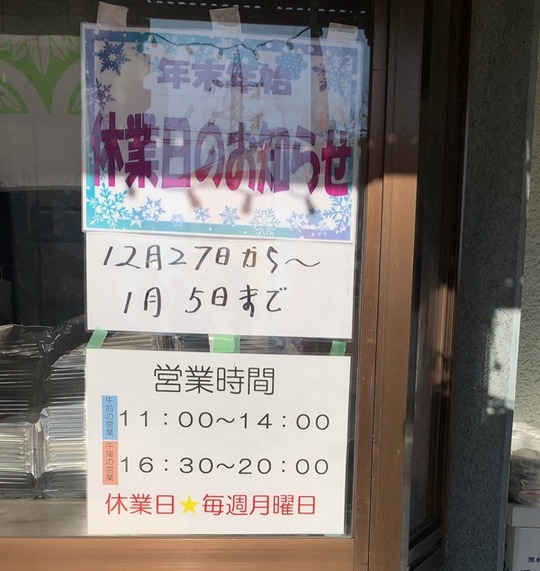 年末年始
休業日のお知らせ
12月27日から～
1月5日まで
営業時間
午前の営業
11：00～14：00
午後の営業
16：30～20：00
休業日★毎週月曜日